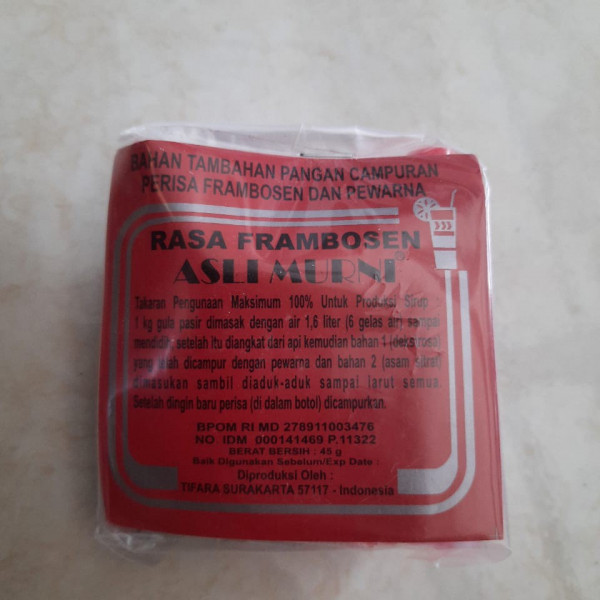 BAHAN TAMBAHAN PANGAN CAMPURAN
PERISA FRAMBOSEN DAN PEWARNA
RASA FRAMBOSEN
ASLI MURNI®
Takaran Pengunaan Maksimum 100% Untuk Produksi Sirup :
1 kg gula pasir dimasak dengan air 1,6 liter (6 gelas air) sampai
mendidih, setelah itu diangkat dari api kemudian bahan 1 (dextrosa)
yang telah dicampur dengan pewarna dan bahan 2 (asam sitrat)
dimasukan sambil diaduk-aduk sampai larut semua.
Setelah dingin baru perisa (di dalam botol) dicampurkan.
BPOM RI MD 278911003476
NO IDM 000141469 P.11322
BERAT BERSIH : 45 g
Baik Digunakan Sebelum/Exp Date :
Diproduksi Oleh :
TIFARA SURAKARTA 57117 - Indonesia